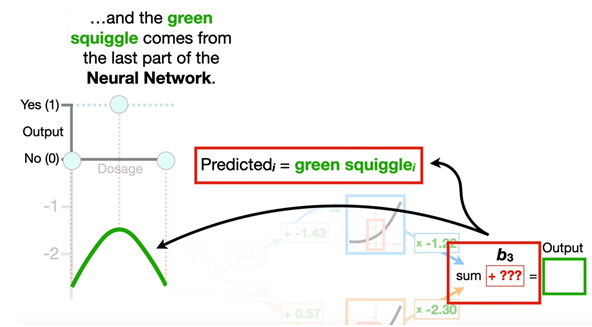 ...and the green
squiggle comes from
the last part of the
Neural Network.
Yes (1)
Output
No (0)
Dosage
-1
-2
Predictedᵢ = green squiggleᵢ
+ -1.43
x -1.22
b₃
Output
sum + ??? =
+ 0.57
x -2.30